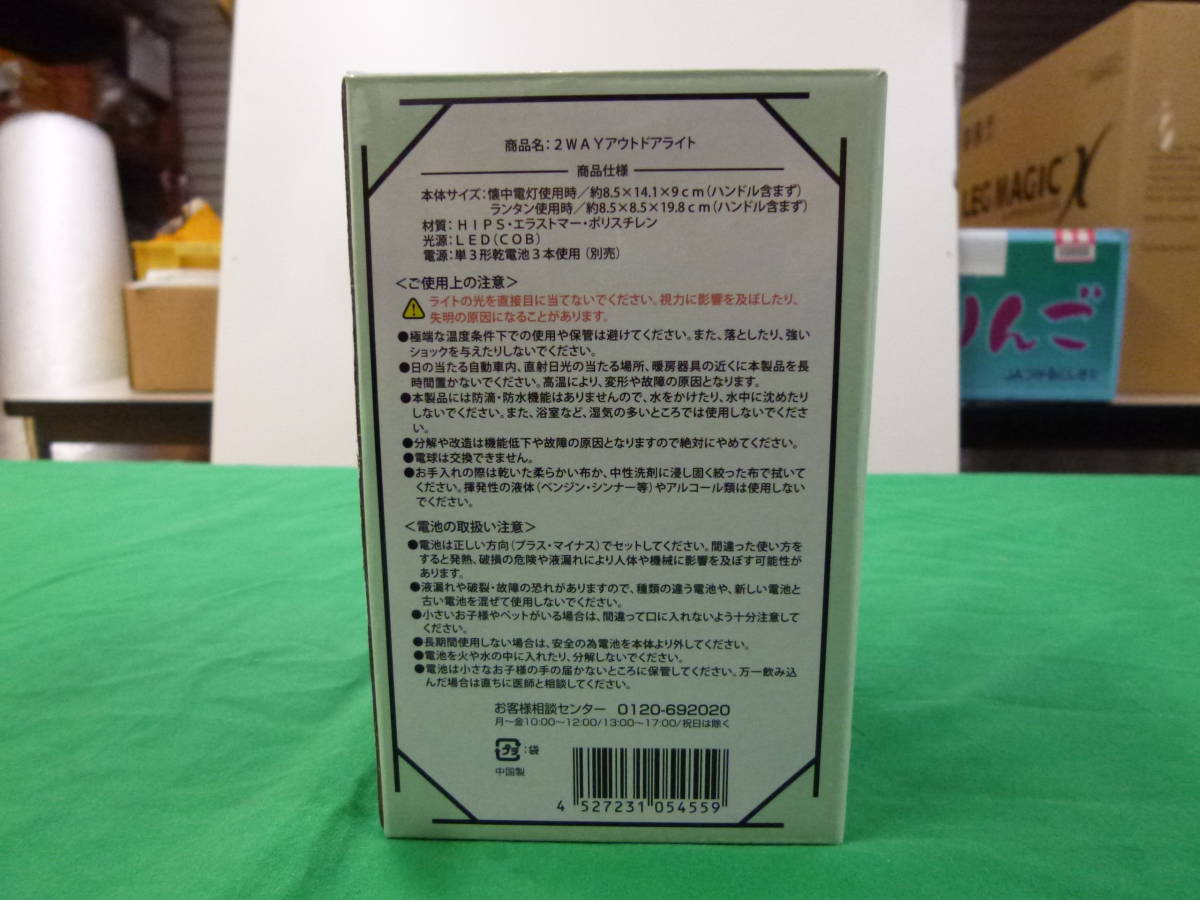 商品名：2WAYアウトドアライト
商品仕様
本体サイズ：懐中電灯使用時／約8.5×14.1×9cm（ハンドル含まず）
ランタン使用時／約8.5×8.5×19.8cm（ハンドル含まず）
材質：HIPS・エラストマー・ポリスチレン
光源：LED（COB）
電源：単3形乾電池3本使用（別売）
＜ご使用上の注意＞
ライトの光を直接目に当てないでください。視力に影響を及ぼしたり、
失明の原因になることがあります。
●極端な温度条件下での使用や保管は避けてください。また、落としたり、強い
ショックを与えたりしないでください。
●日の当たる自動車内、直射日光の当たる場所、暖房器具の近くに本製品を長
時間置かないでください。高温により、変形や故障の原因となります。
●本製品には防滴・防水機能はありませんので、水をかけたり、水中に沈めたり
しないでください。また、浴室など、湿気の多いところでは使用しないでくださ
い。
●分解や改造は機能低下や故障の原因となりますので絶対にやめてください。
●電球は交換できません。
●お手入れの際は乾いた柔らかい布か、中性洗剤に浸し固く絞った布で拭いて
ください。揮発性の液体（ベンジン・シンナー等）やアルコール類は使用しない
でください。
＜電池の取扱い注意＞
●電池は正しい方向（プラス・マイナス）でセットしてください。間違った使い方を
すると発熱、破損の危険や液漏れにより人体や機械に影響を及ぼす可能性が
あります。
●液漏れや破裂・故障の恐れがありますので、種類の違う電池や、新しい電池と
古い電池を混ぜて使用しないでください。
●小さいお子様やペットがいる場合は、間違って口に入れないよう十分注意して
ください。
●長期間使用しない場合は、安全の為電池を本体より外してください。
●電池を火や水の中に入れたり、分解しないでください。
●電池は小さなお子様の手の届かないところに保管してください。万一飲み込
んだ場合は直ちに医師と相談してください。
お客様相談センター 0120-692020
月～金10:00～12:00/13:00～17:00/祝日は除く
プラ：袋
中国製
4 527231 054559
LEG MAGIC X
りんご